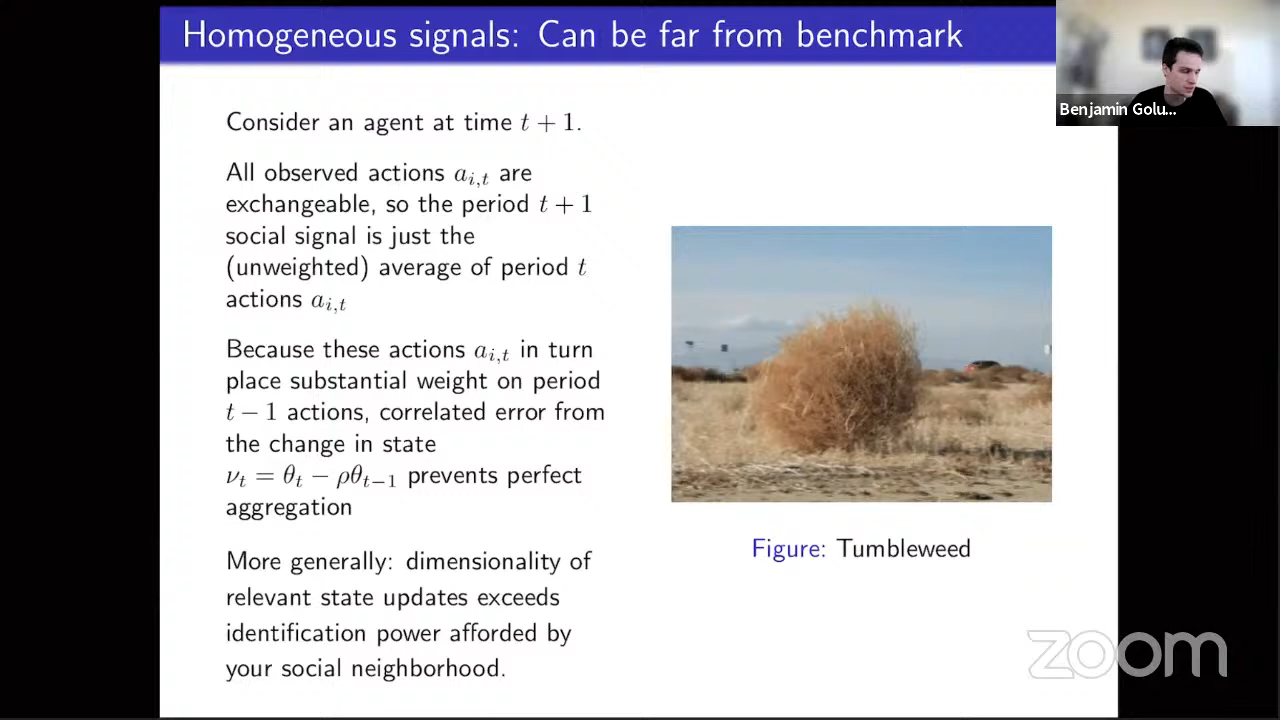 Homogeneous signals: Can be far from benchmark
Benjamin Golu...
Consider an agent at time t + 1.
All observed actions a_{i,t} are
exchangeable, so the period t + 1
social signal is just the
(unweighted) average of period t
actions a_{i,t}
Because these actions a_{i,t} in turn
place substantial weight on period
t − 1 actions, correlated error from
the change in state
ν_t = θ_t − ρθ_{t−1} prevents perfect
aggregation
More generally: dimensionality of
relevant state updates exceeds
identification power afforded by
your social neighborhood.
Figure: Tumbleweed
zoom